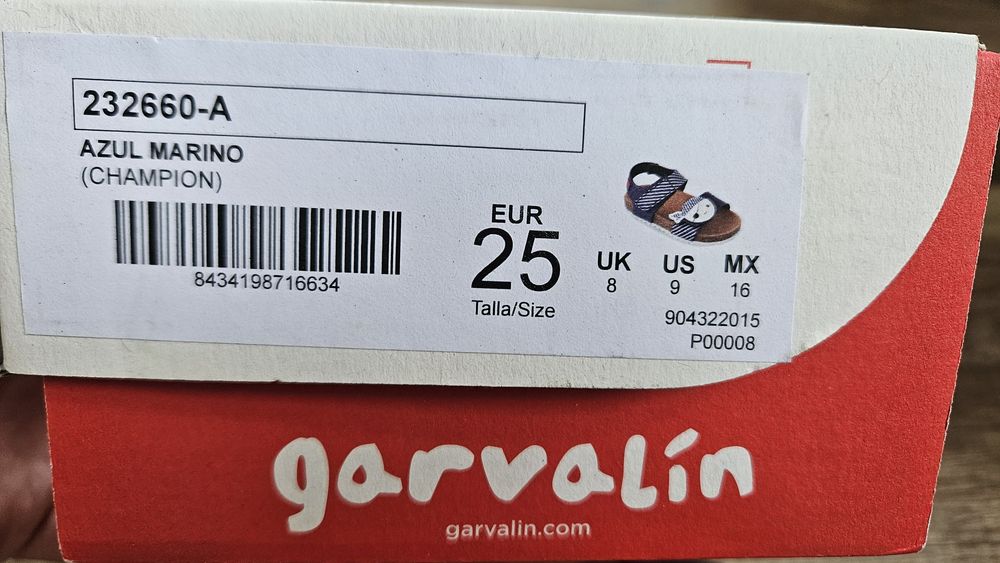 232660-A
AZUL MARINO
(CHAMPION)
8434198716634
EUR
25
Talla/Size
UK US MX
8 9 16
904322015
P00008
garvalín
garvalin.com